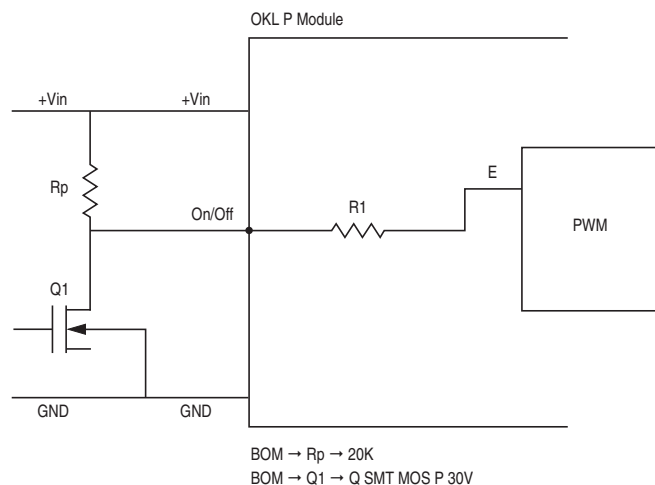 OKL P Module
+Vin
+Vin
Rp
On/Off
R1
E
PWM
Q1
GND
GND
BOM → Rp → 20K
BOM → Q1 → Q SMT MOS P 30V